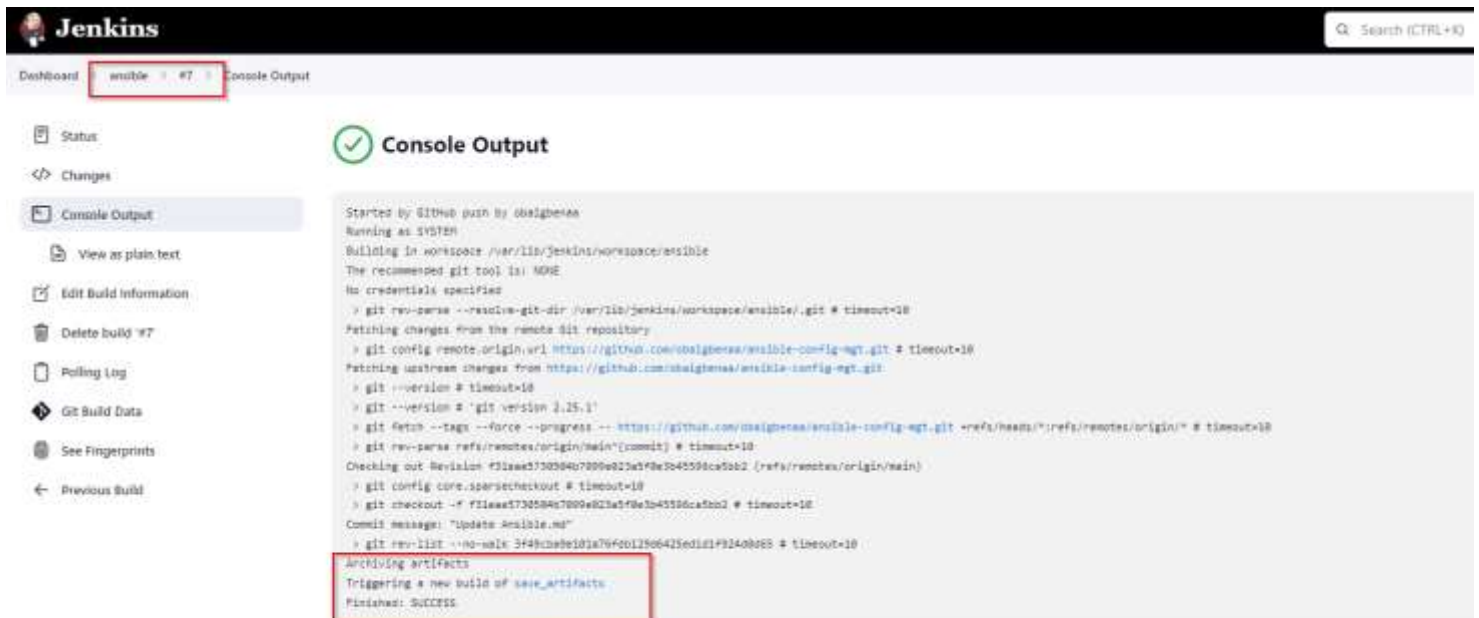 Jenkins
Search (CTRL+K)
Dashboard ansible #7 Console Output
Status
Changes
Console Output
View as plain text
Edit Build Information
Delete build '#7'
Polling Log
Git Build Data
See Fingerprints
Previous Build
Console Output
Started by GitHub push by obaigbenaa
Running as SYSTEM
Building in workspace /var/lib/jenkins/workspace/ansible
The recommended git tool is: NONE
No credentials specified
> git rev-parse --resolve-git-dir /var/lib/jenkins/workspace/ansible/.git # timeout=10
Fetching changes from the remote Git repository
> git config remote.origin.url https://github.com/obaigbenaa/ansible-config-mgt.git # timeout=10
Fetching upstream changes from https://github.com/obaigbenaa/ansible-config-mgt.git
> git --version # timeout=10
> git --version # 'git version 2.25.1'
> git fetch --tags --force --progress -- https://github.com/obaigbenaa/ansible-config-mgt.git +refs/heads/*:refs/remotes/origin/* # timeout=10
> git rev-parse refs/remotes/origin/main^{commit} # timeout=10
Checking out Revision (refs/remotes/origin/main)
> git config core.sparsecheckout # timeout=10
> git checkout -f # timeout=10
Commit message: "Update Ansible.md"
> git rev-list --no-walk # timeout=10
Archiving artifacts
Triggering a new build of save_artifacts
Finished: SUCCESS